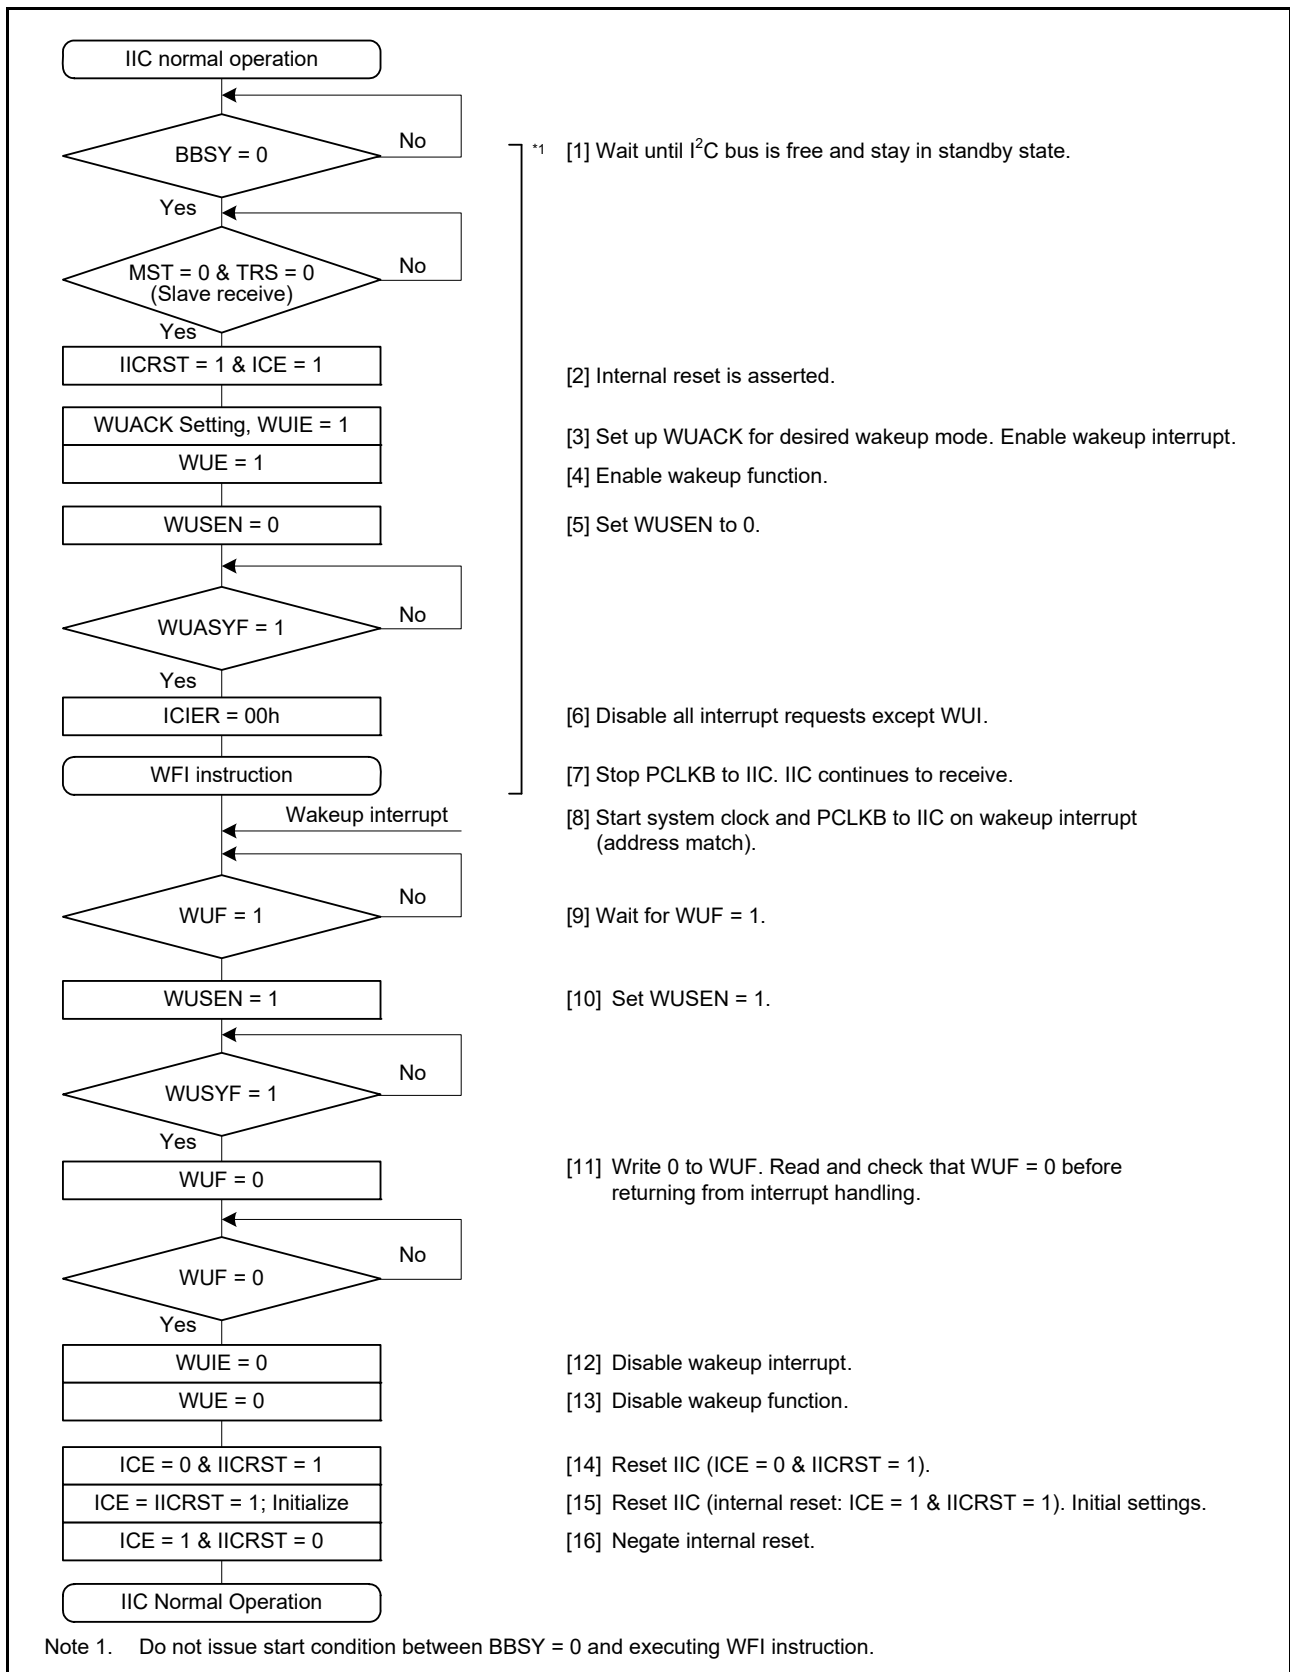 IIC normal operation
BBSY = 0
No
*1
[1] Wait until I2C bus is free and stay in standby state.
Yes
MST = 0 & TRS = 0
(Slave receive)
No
Yes
IICRST = 1 & ICE = 1
[2] Internal reset is asserted.
WUACK Setting, WUIE = 1
[3] Set up WUACK for desired wakeup mode. Enable wakeup interrupt.
WUE = 1
[4] Enable wakeup function.
WUSEN = 0
[5] Set WUSEN to 0.
WUASYF = 1
No
Yes
ICIER = 00h
[6] Disable all interrupt requests except WUI.
WFI instruction
[7] Stop PCLKB to IIC. IIC continues to receive.
Wakeup interrupt
[8] Start system clock and PCLKB to IIC on wakeup interrupt
(address match).
WUF = 1
No
[9] Wait for WUF = 1.
WUSEN = 1
[10] Set WUSEN = 1.
WUSYF = 1
No
Yes
WUF = 0
[11] Write 0 to WUF. Read and check that WUF = 0 before
returning from interrupt handling.
WUF = 0
No
Yes
WUIE = 0
[12] Disable wakeup interrupt.
WUE = 0
[13] Disable wakeup function.
ICE = 0 & IICRST = 1
[14] Reset IIC (ICE = 0 & IICRST = 1).
ICE = IICRST = 1; Initialize
[15] Reset IIC (internal reset: ICE = 1 & IICRST = 1). Initial settings.
ICE = 1 & IICRST = 0
[16] Negate internal reset.
IIC Normal Operation
Note 1. Do not issue start condition between BBSY = 0 and executing WFI instruction.